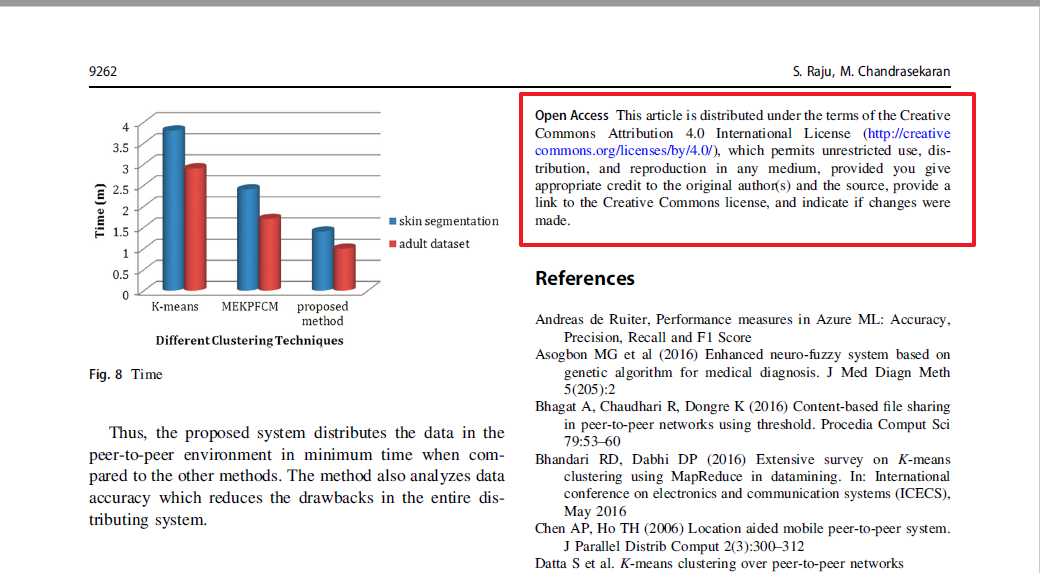 9262
S. Raju, M. Chandrasekaran
4
3.5
3
2.5
2
1.5
1
0.5
0
Time (m)
K-means
MEKPFCM
proposed
method
Different Clustering Techniques
skin segmentation
adult dataset
Fig. 8 Time
Thus, the proposed system distributes the data in the
peer-to-peer environment in minimum time when com-
pared to the other methods. The method also analyzes data
accuracy which reduces the drawbacks in the entire dis-
tributing system.
Open Access This article is distributed under the terms of the Creative
Commons Attribution 4.0 International License (http://creative
commons.org/licenses/by/4.0/), which permits unrestricted use, dis-
tribution, and reproduction in any medium, provided you give
appropriate credit to the original author(s) and the source, provide a
link to the Creative Commons license, and indicate if changes were
made.
References
Andreas de Ruiter, Performance measures in Azure ML: Accuracy,
Precision, Recall and F1 Score
Asogbon MG et al (2016) Enhanced neuro-fuzzy system based on
genetic algorithm for medical diagnosis. J Med Diagn Meth
5(205):2
Bhagat A, Chaudhari R, Dongre K (2016) Content-based file sharing
in peer-to-peer networks using threshold. Procedia Comput Sci
79:53–60
Bhandari RD, Dabhi DP (2016) Extensive survey on K-means
clustering using MapReduce in datamining. In: International
conference on electronics and communication systems (ICECS),
May 2016
Chen AP, Ho TH (2006) Location aided mobile peer-to-peer system.
J Parallel Distrib Comput 2(3):300–312
Datta S et al. K-means clustering over peer-to-peer networks